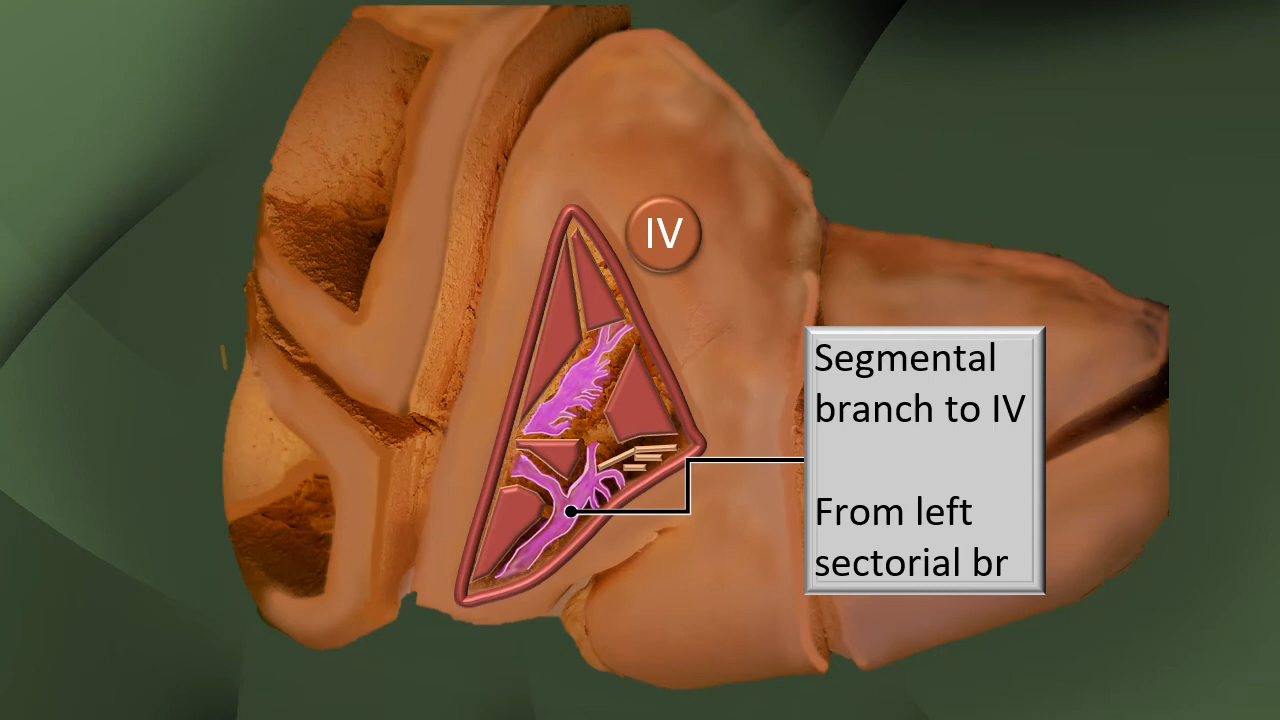 IV
Segmental
branch to IV
From left
sectorial br